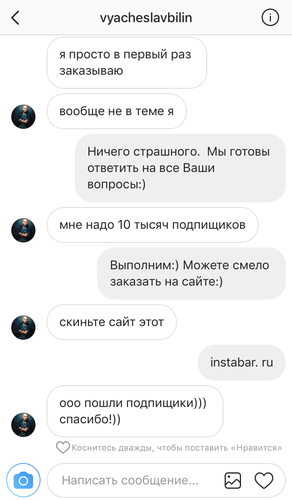 vyacheslavbilin
я просто в первый раз
заказываю
вообще не в теме я
Ничего страшного.  Мы готовы
ответить на все Ваши
вопросы:)
мне надо 10 тысяч подпищиков
Выполним:) Можете смело
заказать на сайте:)
скиньте сайт этот
instabar. ru
ооо пошли подпищики)))
спасибо!))
Коснитесь дважды, чтобы поставить «Нравится»
Написать сообщение...